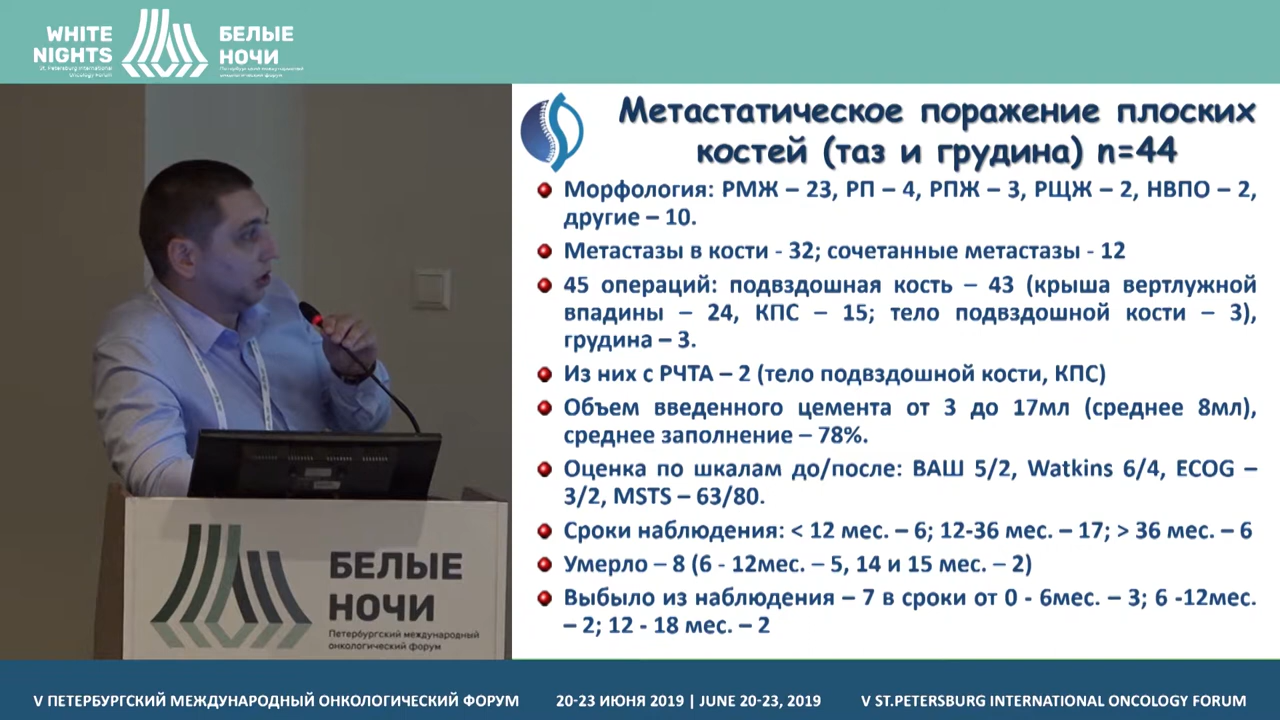 WHITE
NIGHTS
St. Petersburg International
Oncology Forum
БЕЛЫЕ
НОЧИ
Петербургский международный
онкологический форум
Метастатическое поражение плоских
костей (таз и грудина) n=44
Морфология: РМЖ – 23, РП – 4, РПЖ – 3, РЩЖ – 2, НВПО – 2,
другие – 10.
Метастазы в кости - 32; сочетанные метастазы - 12
45 операций: подвздошная кость – 43 (крыша вертлужной
впадины – 24, КПС – 15; тело подвздошной кости – 3),
грудина – 3.
Из них с РЧТА – 2 (тело подвздошной кости, КПС)
Объем введенного цемента от 3 до 17мл (среднее 8мл),
среднее заполнение – 78%.
Оценка по шкалам до/после: ВАШ 5/2, Watkins 6/4, ECOG –
3/2, MSTS – 63/80.
Сроки наблюдения: < 12 мес. – 6; 12-36 мес. – 17; > 36 мес. – 6
Умерло – 8 (6 - 12мес. – 5, 14 и 15 мес. – 2)
Выбыло из наблюдения – 7 в сроки от 0 - 6мес. – 3; 6 -12мес.
– 2; 12 - 18 мес. – 2
БЕЛЫЕ
НОЧИ
Петербургский международный
онкологический форум
V ПЕТЕРБУРГСКИЙ МЕЖДУНАРОДНЫЙ ОНКОЛОГИЧЕСКИЙ ФОРУМ
20-23 ИЮНЯ 2019 | JUNE 20-23, 2019
V ST.PETERSBURG INTERNATIONAL ONCOLOGY FORUM